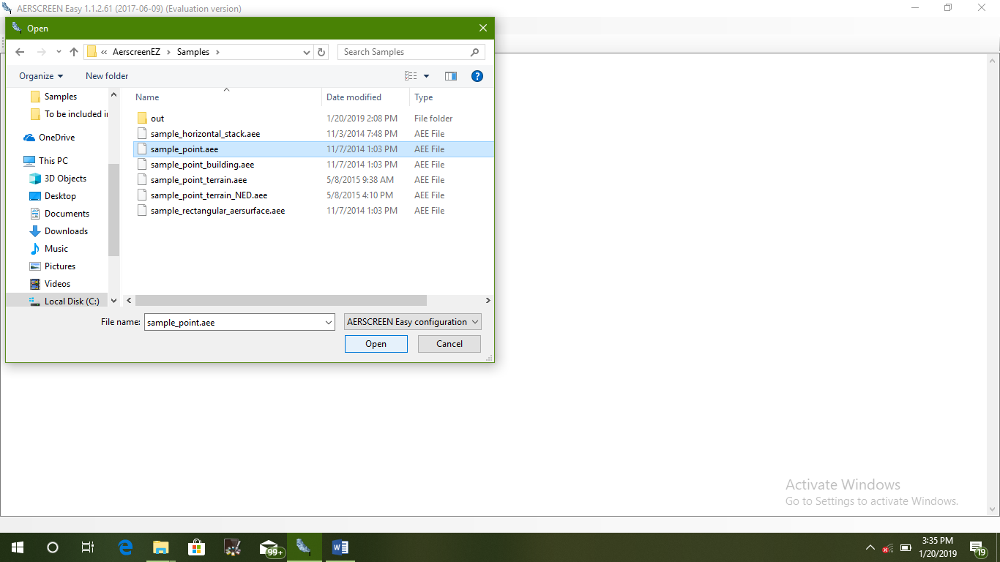 AERSCREEN Easy 1.1.2.61 (2017-06-09) (Evaluation version)
Open
« AerscreenEZ > Samples >
Search Samples
Organize
New folder
Samples
To be included i
OneDrive
This PC
3D Objects
Desktop
Documents
Downloads
Music
Pictures
Videos
Local Disk (C:)
Name Date modified Type
out 1/20/2019 2:08 PM File folder
sample_horizontal_stack.aee 11/3/2014 7:48 PM AEE File
sample_point.aee 11/7/2014 1:03 PM AEE File
sample_point_building.aee 11/7/2014 1:03 PM AEE File
sample_point_terrain.aee 5/8/2015 9:38 AM AEE File
sample_point_terrain_NED.aee 5/8/2015 4:10 PM AEE File
sample_rectangular_aersurface.aee 11/7/2014 1:03 PM AEE File
File name: sample_point.aee
AERSCREEN Easy configuration
Open
Cancel
Activate Windows
Go to Settings to activate Windows.
99+
3:35 PM
1/20/2019
19